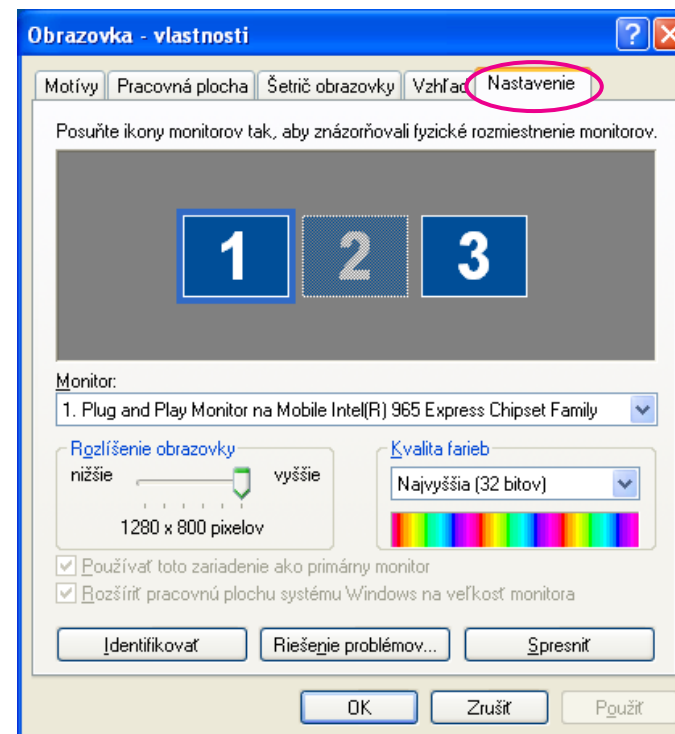 Obrazovka - vlastnosti
Motívy Pracovná plocha Šetrič obrazovky Vzhľad Nastavenie
Posuňte ikony monitorov tak, aby znázorňovali fyzické rozmiestnenie monitorov.
1 2 3
Monitor:
1. Plug and Play Monitor na Mobile Intel(R) 965 Express Chipset Family
Rozlíšenie obrazovky
nižšie vyššie
1280 x 800 pixelov
Kvalita farieb
Najvyššia (32 bitov)
Používať toto zariadenie ako primárny monitor
Rozšíriť pracovnú plochu systému Windows na veľkosť monitora
Identifikovať Riešenie problémov... Spresniť
OK Zrušiť Použiť